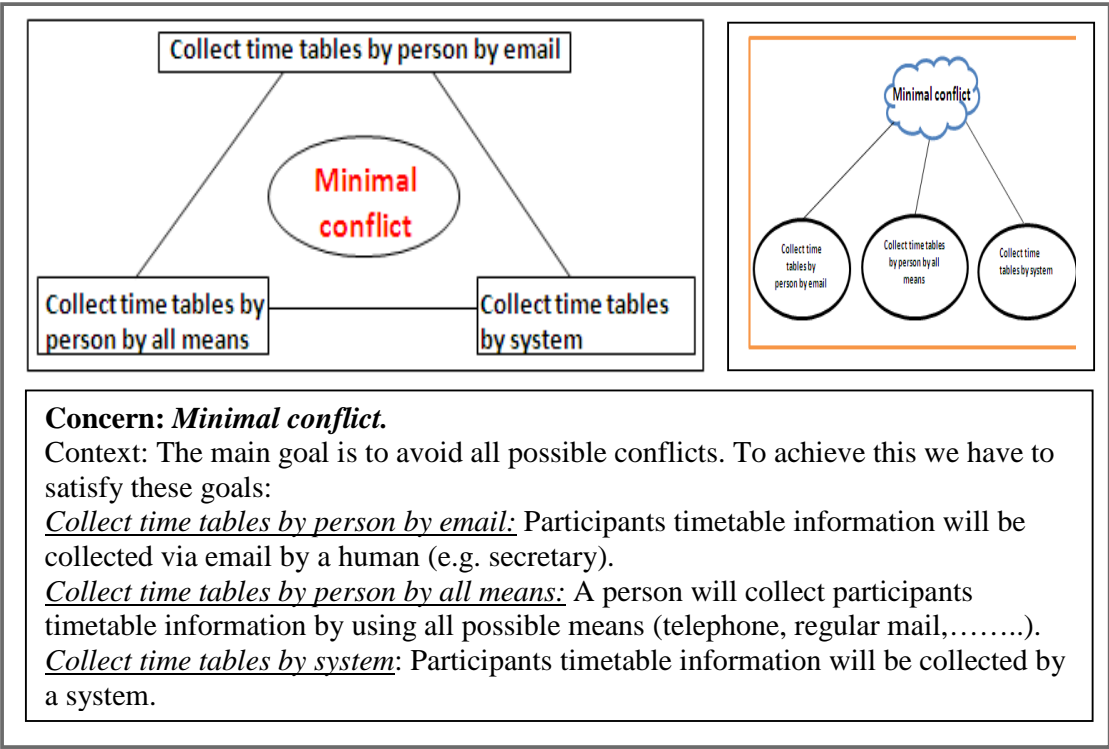 Collect time tables by person by email
Minimal
conflict
Collect time tables by
person by all means
Collect time tables
by system
Minimal conflict
Collect time
tables by
person by email
Collect time tables
by person by all
means
Collect time
tables by system
Concern: Minimal conflict.
Context: The main goal is to avoid all possible conflicts. To achieve this we have to
satisfy these goals:
Collect time tables by person by email: Participants timetable information will be
collected via email by a human (e.g. secretary).
Collect time tables by person by all means: A person will collect participants
timetable information by using all possible means (telephone, regular mail,……..).
Collect time tables by system: Participants timetable information will be collected by
a system.